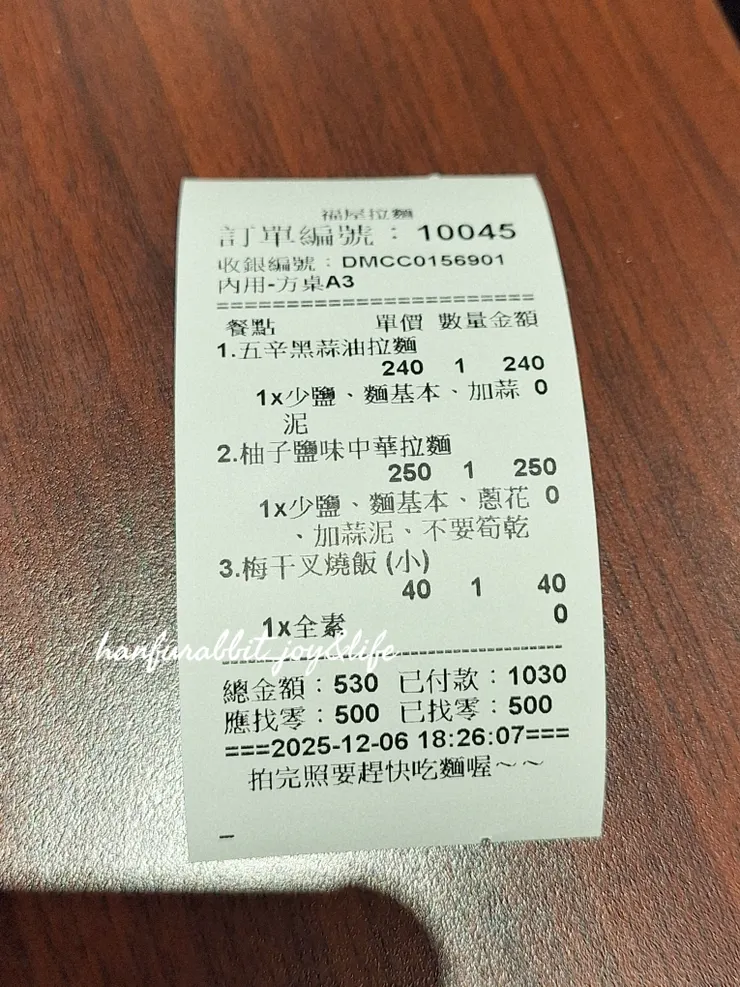 福屋拉麵
訂單編號：10045
收銀編號：DMCC0156901
內用-方桌A3
==========================
餐點 單價 數量 金額
1.五辛黑蒜油拉麵
240 1 240
1x少鹽、麵基本、加蒜 0
泥
2.柚子鹽味中華拉麵
250 1 250
1x少鹽、麵基本、蔥花 0
、加蒜泥、不要筍乾
3.梅干叉燒飯(小)
40 1 40
1x全素 0
hanfurabbit_joy&life
--------------------------------
總金額：530 已付款：1030
應找零：500 已找零：500
===2025-12-06 18:26:07===
拍完照要趕快吃麵喔～～